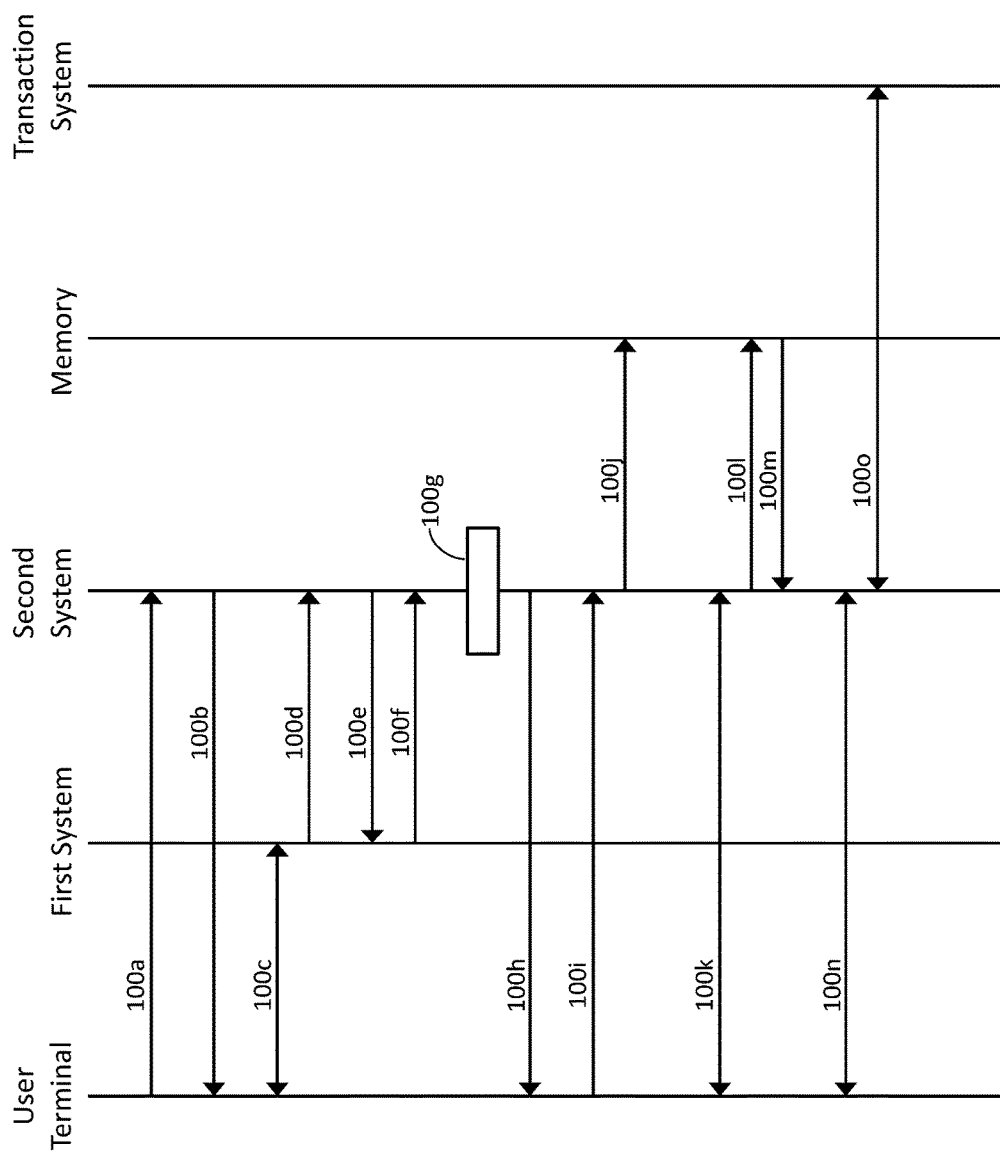 User
Terminal
First System
Second
System
Memory
Transaction
System
100a
100b
100c
100d
100e
100f
100g
100h
100i
100j
100k
100l
100m
100n
100o